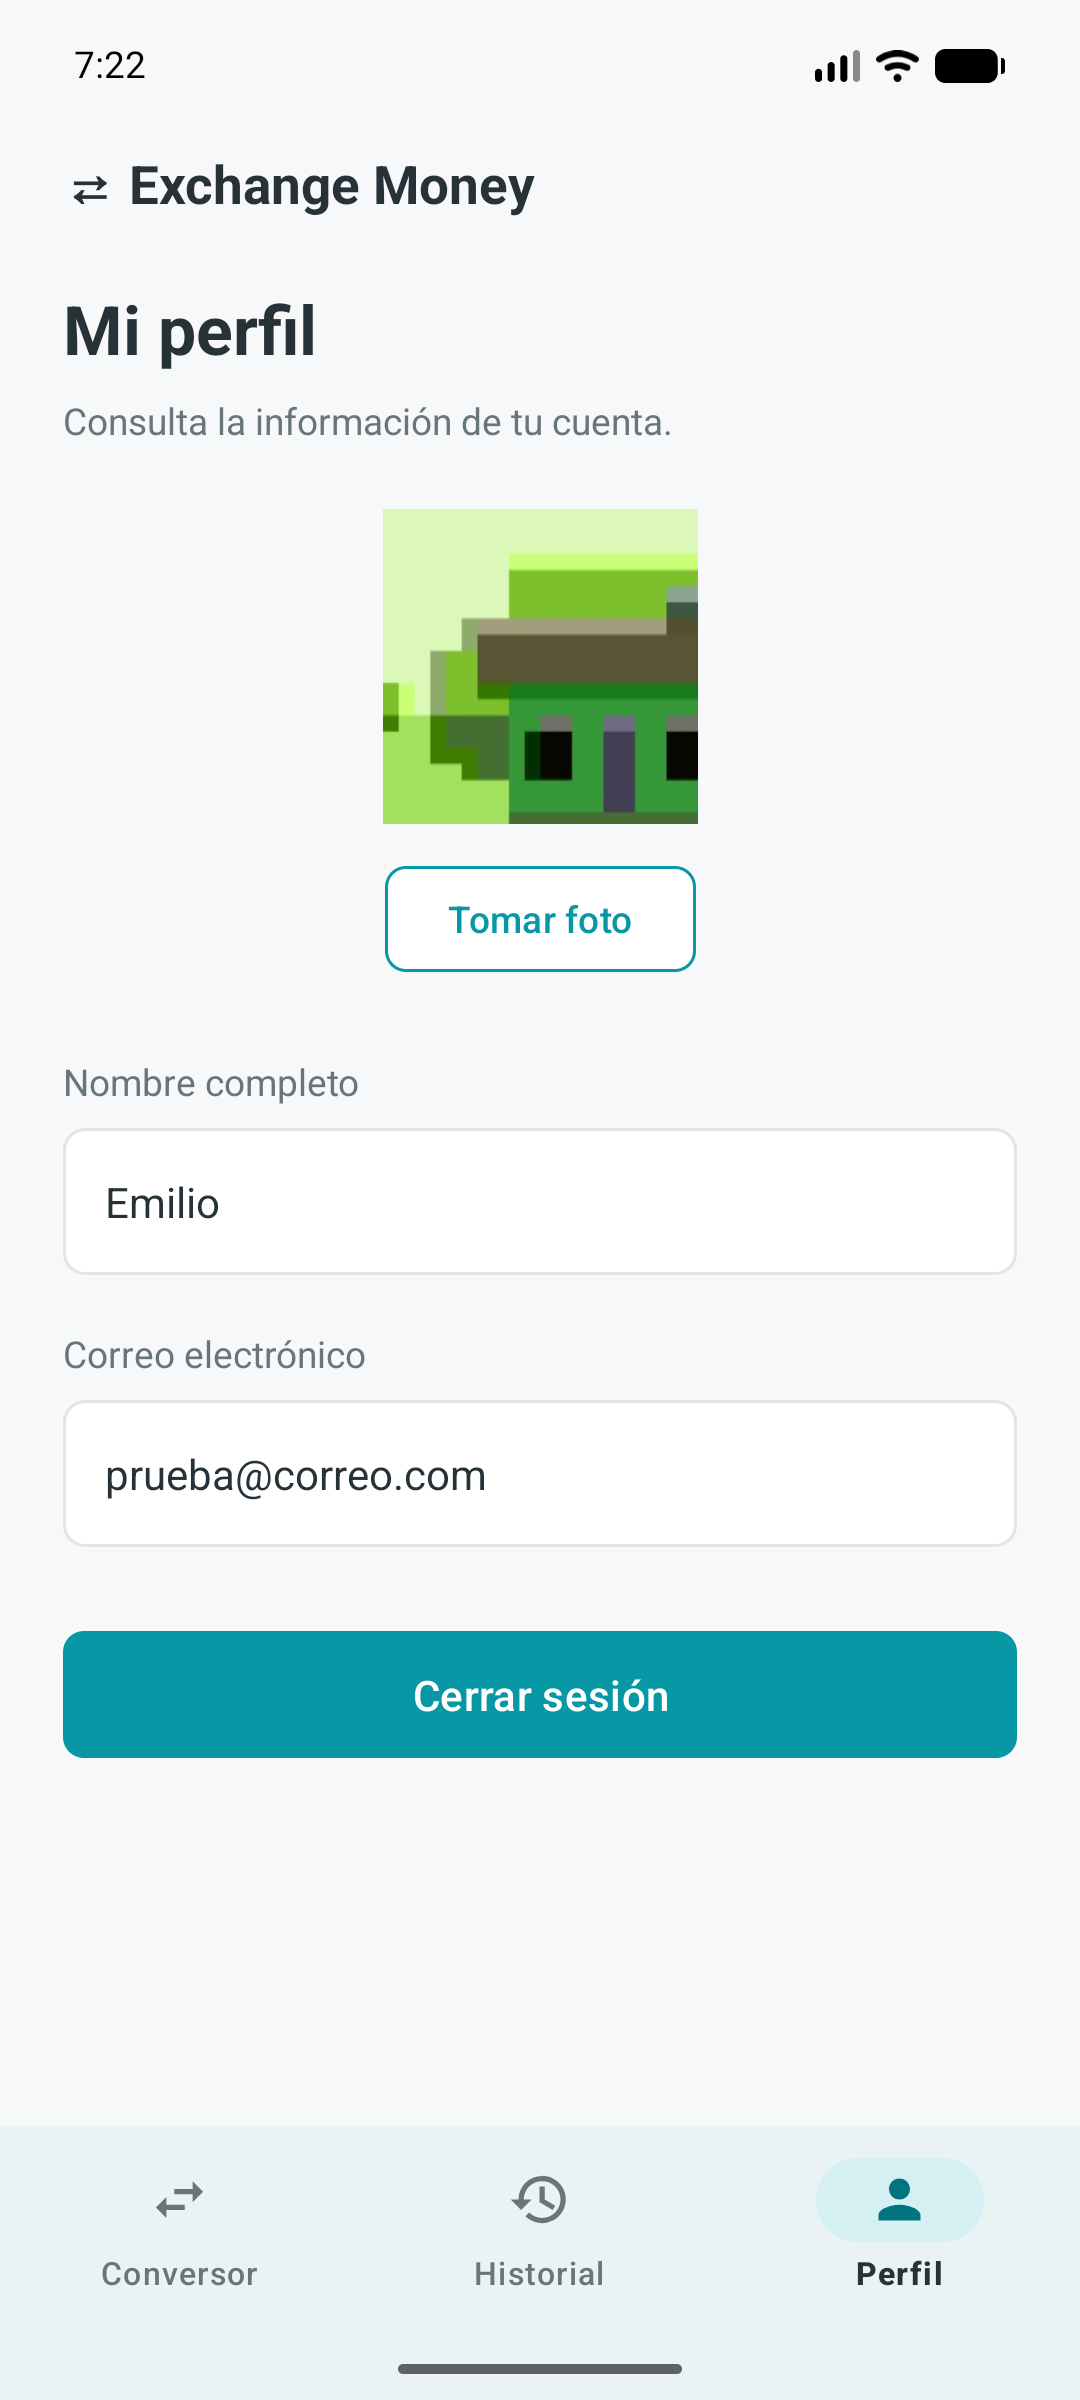 7:22
Exchange Money
Mi perfil
Consulta la información de tu cuenta.
Tomar foto
Nombre completo
Emilio
Correo electrónico
prueba@correo.com
Cerrar sesión
Conversor
Historial
Perfil